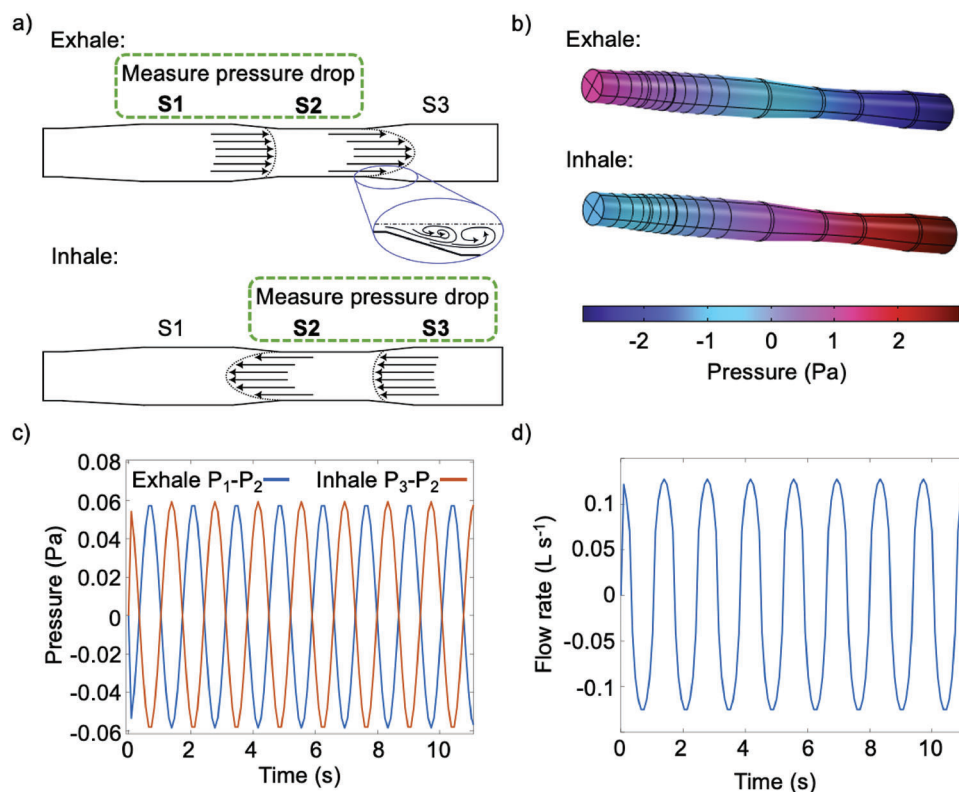 a)
Exhale:
Measure pressure drop
S1 S2 S3
Inhale:
Measure pressure drop
S1 S2 S3
b)
Exhale:
Inhale:
-2 -1 0 1 2
Pressure (Pa)
c)
0.08
0.06
0.04
0.02
0
-0.02
-0.04
-0.06
Pressure (Pa)
Exhale P₁-P₂ Inhale P₃-P₂
0 2 4 6 8 10
Time (s)
d)
0.1
0.05
0
-0.05
-0.1
Flow rate (L s⁻¹)
0 2 4 6 8 10
Time (s)